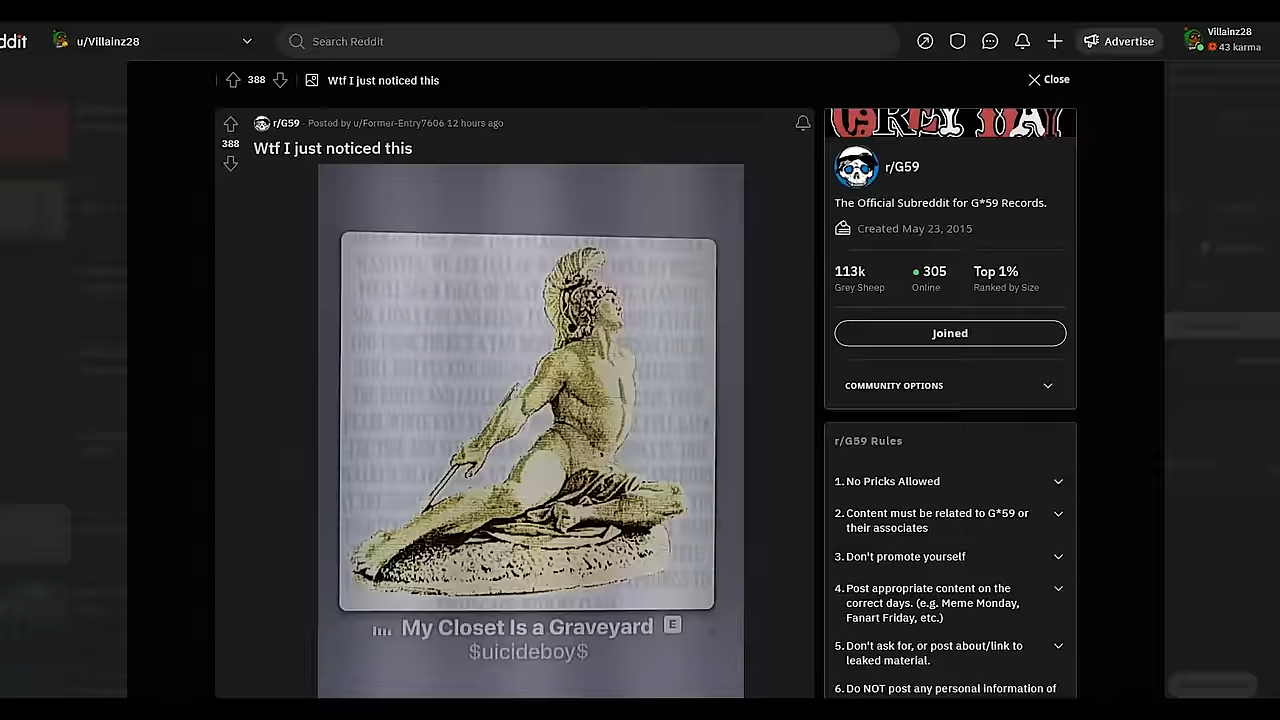 ddit
u/Villainz28
Search Reddit
Advertise
Villainz28
43 karma
388
Wtf I just noticed this
Close
r/G59 · Posted by u/Former-Entry7606 12 hours ago
388
Wtf I just noticed this
My Closet Is a Graveyard E
$uicideboy$
GREY DAY
r/G59
The Official Subreddit for G*59 Records.
Created May 23, 2015
113k
Grey Sheep
305
Online
Top 1%
Ranked by Size
Joined
COMMUNITY OPTIONS
r/G59 Rules
1. No Pricks Allowed
2. Content must be related to G*59 or
their associates
3. Don't promote yourself
4. Post appropriate content on the
correct days. (e.g. Meme Monday,
Fanart Friday, etc.)
5. Don't ask for, or post about/link to
leaked material.
6. Do NOT post any personal information of